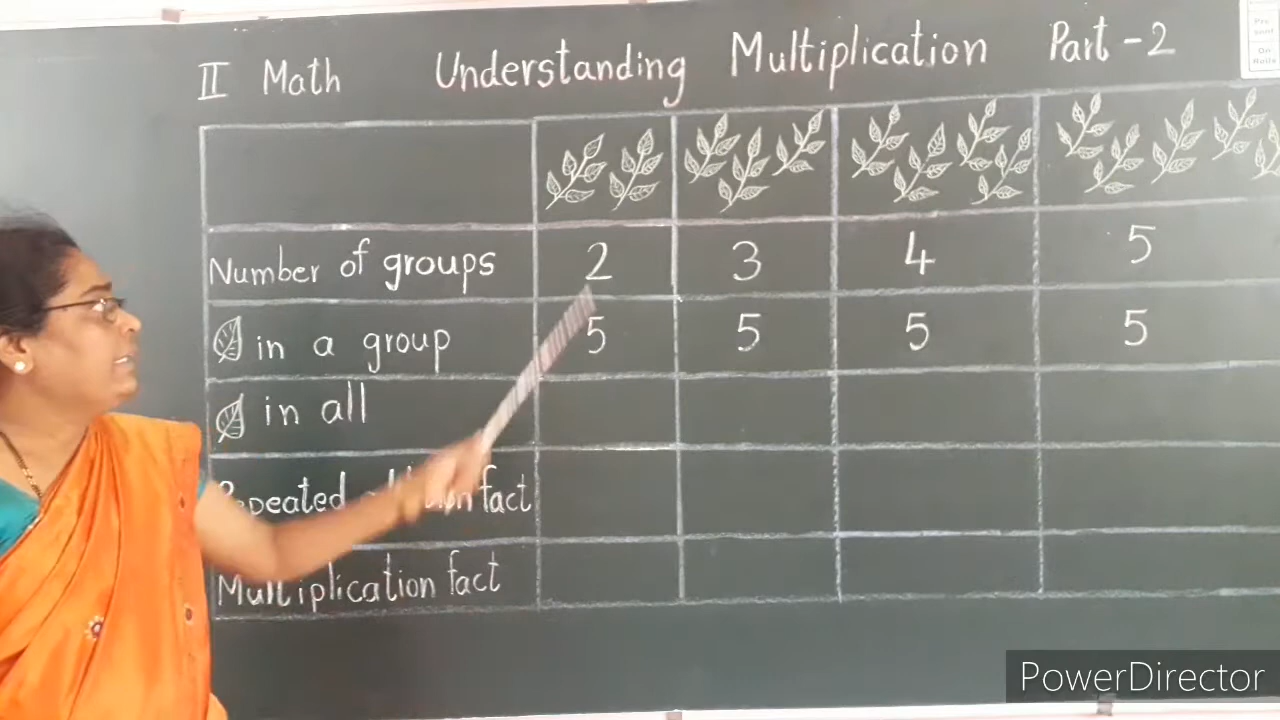 II Math Understanding Multiplication Part - 2
Number of groups 2 3 4 5
in a group 5 5 5 5
in all
Repeated addition fact
Multiplication fact
PowerDirector